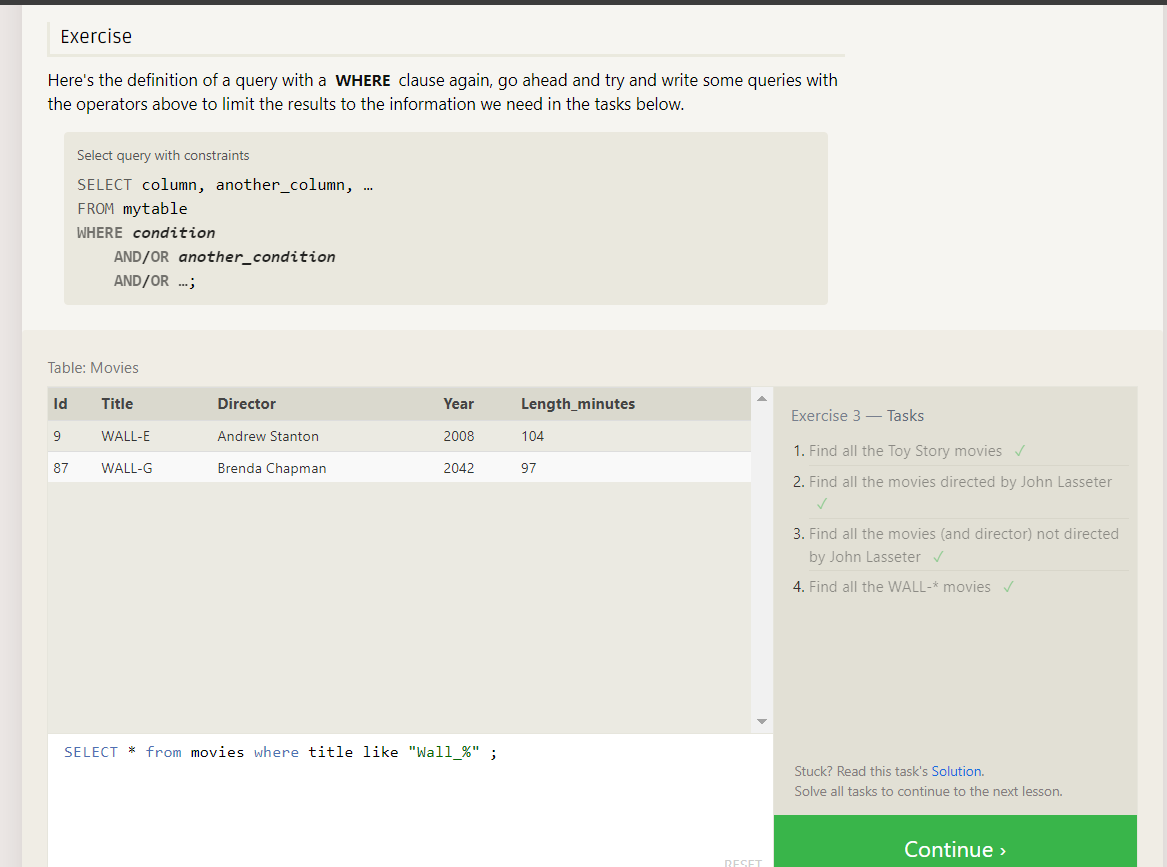 Exercise
Here's the definition of a query with a WHERE clause again, go ahead and try and write some queries with
the operators above to limit the results to the information we need in the tasks below.
Select query with constraints
SELECT column, another_column, …
FROM mytable
WHERE condition
AND/OR another_condition
AND/OR …;
Table: Movies
Id Title Director Year Length_minutes
9 WALL-E Andrew Stanton 2008 104
87 WALL-G Brenda Chapman 2042 97
SELECT * from movies where title like "Wall_%" ;
RESET
Exercise 3 — Tasks
1. Find all the Toy Story movies ✓
2. Find all the movies directed by John Lasseter
✓
3. Find all the movies (and director) not directed
by John Lasseter ✓
4. Find all the WALL-* movies ✓
Stuck? Read this task's Solution.
Solve all tasks to continue to the next lesson.
Continue ›